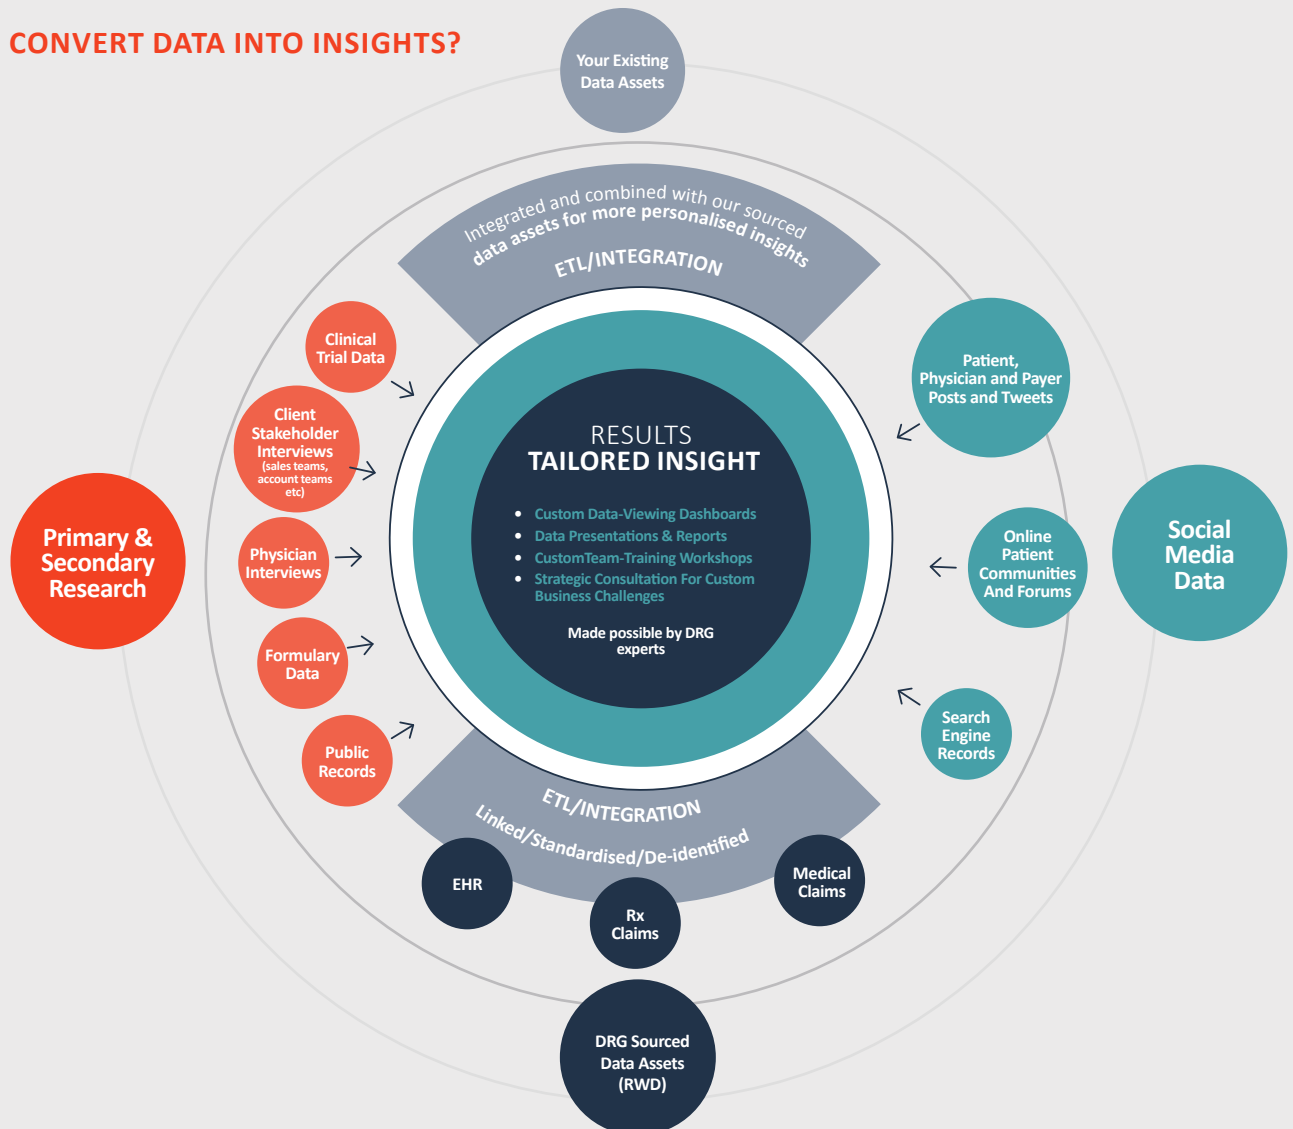 CONVERT DATA INTO INSIGHTS?
Your Existing
Data Assets
Integrated and combined with our sourced
data assets for more personalised insights
ETL/INTEGRATION
Clinical
Trial Data
Client
Stakeholder
Interviews
(sales teams,
account teams
etc)
Physician
Interviews
Formulary
Data
Public
Records
Primary &
Secondary
Research
RESULTS
TAILORED INSIGHT
• Custom Data-Viewing Dashboards
• Data Presentations & Reports
• CustomTeam-Training Workshops
• Strategic Consultation For Custom
Business Challenges
Made possible by DRG
experts
Patient,
Physician and Payer
Posts and Tweets
Online
Patient
Communities
And Forums
Search
Engine
Records
Social
Media
Data
ETL/INTEGRATION
Linked/Standardised/De-identified
EHR
Rx
Claims
Medical
Claims
DRG Sourced
Data Assets
(RWD)